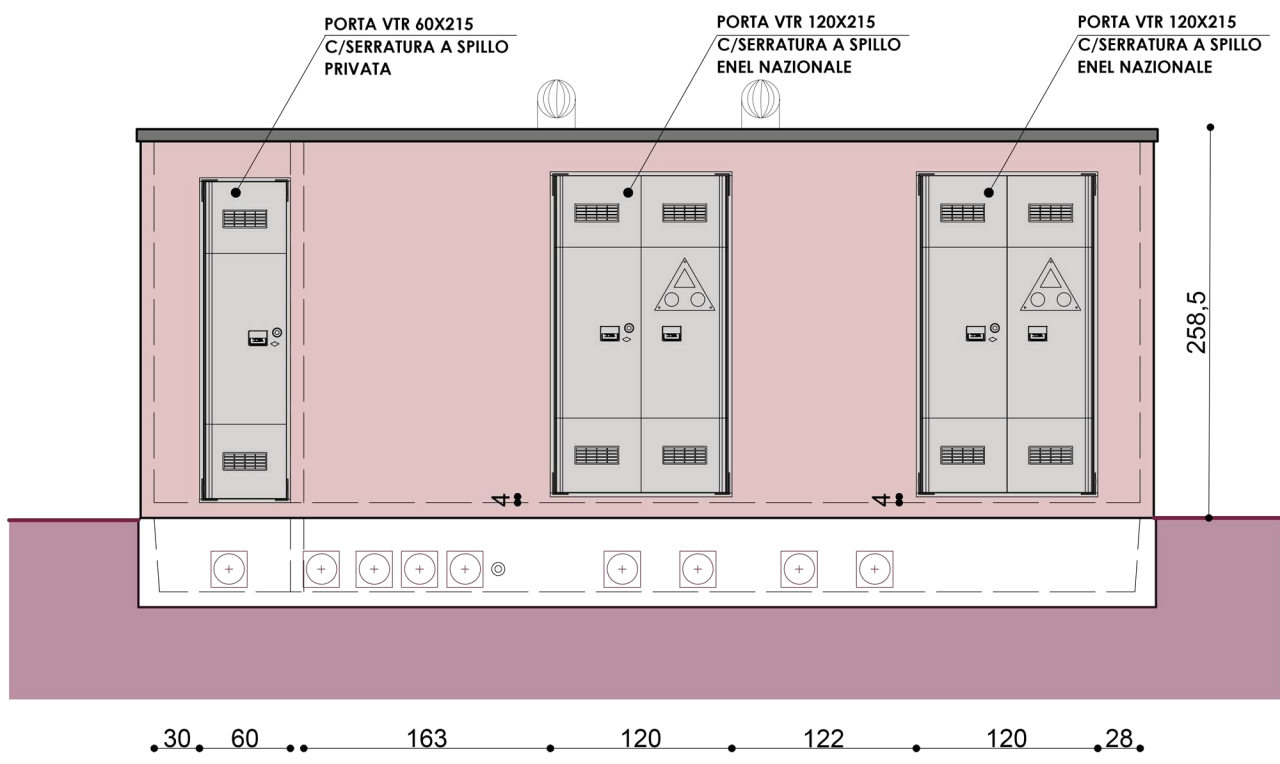 PORTA VTR 60X215
C/SERRATURA A SPILLO
PRIVATA
PORTA VTR 120X215
C/SERRATURA A SPILLO
ENEL NAZIONALE
PORTA VTR 120X215
C/SERRATURA A SPILLO
ENEL NAZIONALE
258,5
4
4
30 60 163 120 122 120 28